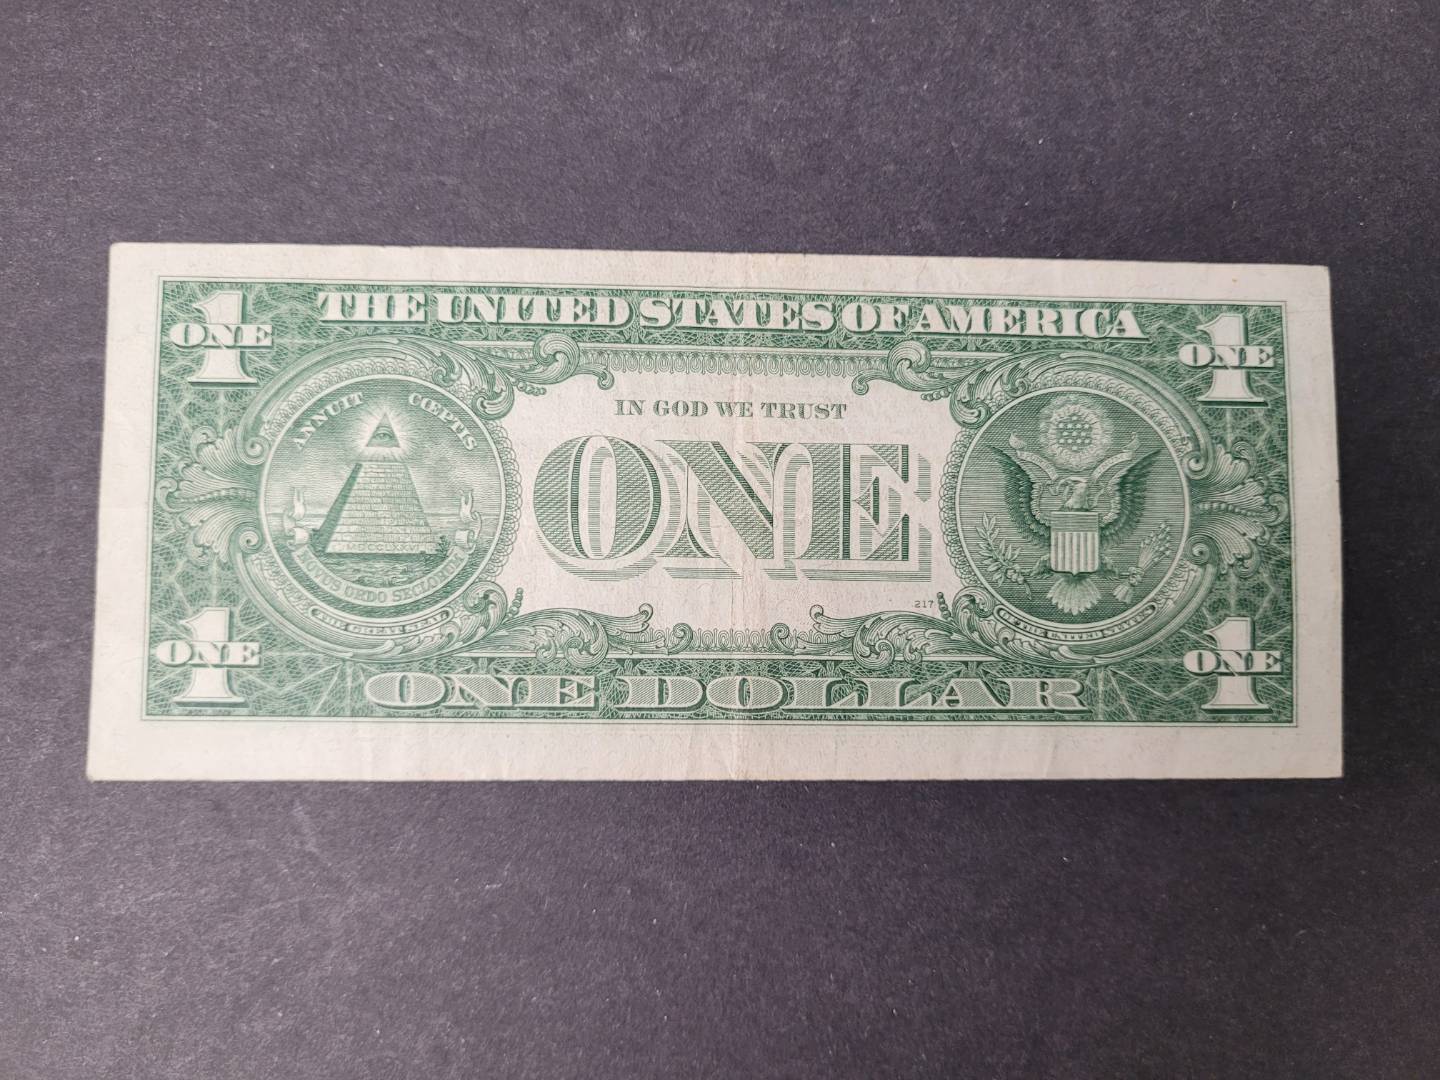 THE UNITED STATES OF AMERICA
1
ONE
1
ONE
ANNUIT CŒPTIS
IN GOD WE TRUST
ONE
MDCCLXXVI
NOVUS ORDO SECLORUM
217
THE GREAT SEAL
OF THE UNITED STATES
1
ONE
1
ONE
ONE DOLLAR